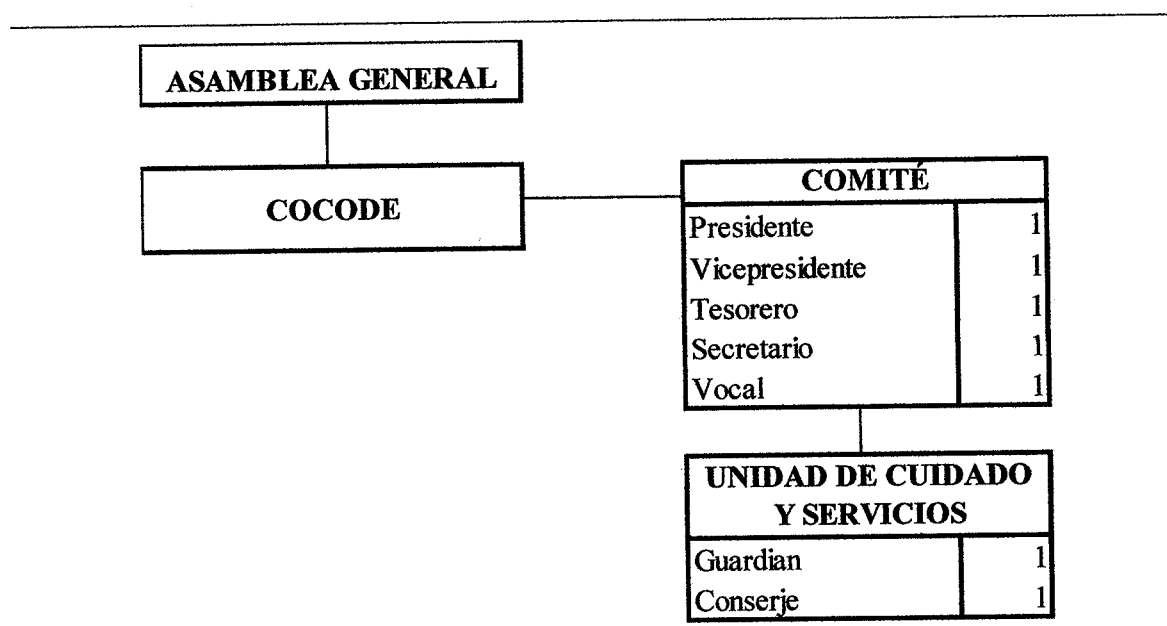 ASAMBLEA GENERAL
COCODE
COMITÉ
Presidente 1
Vicepresidente 1
Tesorero 1
Secretario 1
Vocal 1
UNIDAD DE CUIDADO
Y SERVICIOS
Guardian 1
Conserje 1